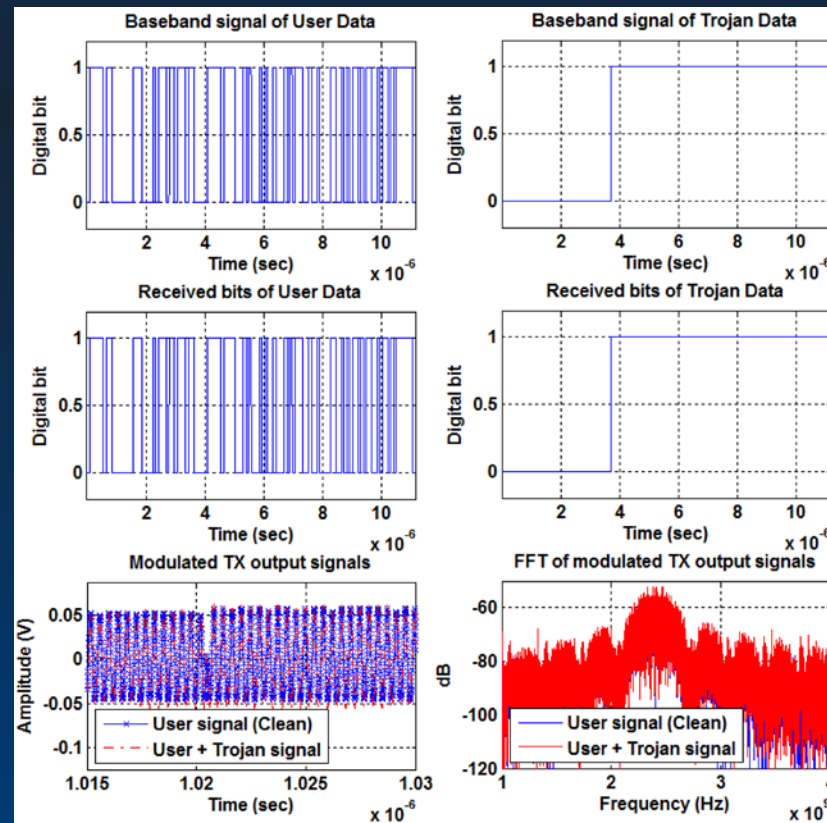 Baseband signal of User Data
Digital bit
1
0.5
0
2 4 6 8 10
Time (sec)
x 10^-6
Baseband signal of Trojan Data
Digital bit
1
0.5
0
2 4 6 8 10
Time (sec)
x 10^-6
Received bits of User Data
Digital bit
1
0.5
0
2 4 6 8 10
Time (sec)
x 10^-6
Received bits of Trojan Data
Digital bit
1
0.5
0
2 4 6 8 10
Time (sec)
x 10^-6
Modulated TX output signals
Amplitude (V)
0.05
0
-0.05
-0.1
User signal (Clean)
User + Trojan signal
1.015 1.02 1.025 1.03
Time (sec)
x 10^-6
FFT of modulated TX output signals
dB
-60
-80
-100
-120
User signal (Clean)
User + Trojan signal
1 2 3
Frequency (Hz)